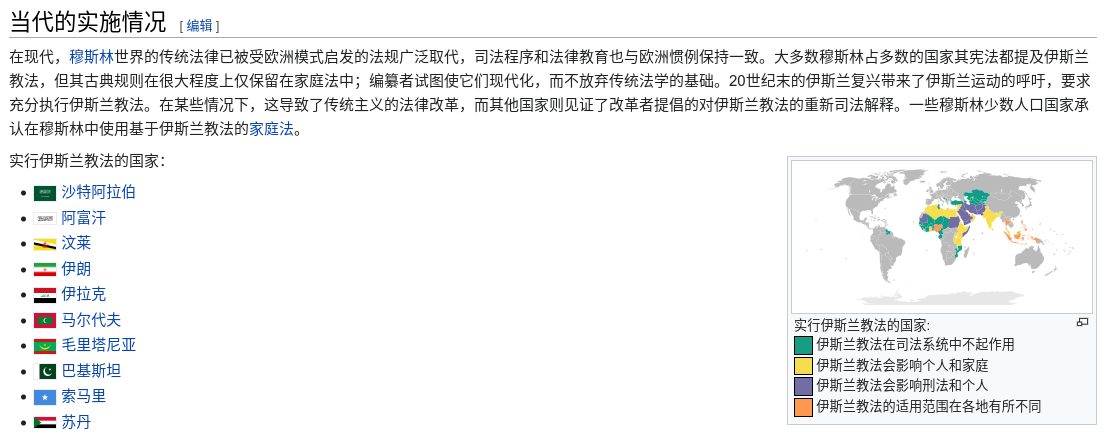 当代的实施情况 [ 编辑 ]
在现代，穆斯林世界的传统法律已被受欧洲模式启发的法规广泛取代，司法程序和法律教育也与欧洲惯例保持一致。大多数穆斯林占多数的国家其宪法都提及伊斯兰
教法，但其古典规则在很大程度上仅保留在家庭法中；编纂者试图使它们现代化，而不放弃传统法学的基础。20世纪末的伊斯兰复兴带来了伊斯兰运动的呼吁，要求
充分执行伊斯兰教法。在某些情况下，这导致了传统主义的法律改革，而其他国家则见证了改革者提倡的对伊斯兰教法的重新司法解释。一些穆斯林少数人口国家承
认在穆斯林中使用基于伊斯兰教法的家庭法。
实行伊斯兰教法的国家：
沙特阿拉伯
阿富汗
汶莱
伊朗
伊拉克
马尔代夫
毛里塔尼亚
巴基斯坦
索马里
苏丹
实行伊斯兰教法的国家:
伊斯兰教法在司法系统中不起作用
伊斯兰教法会影响个人和家庭
伊斯兰教法会影响刑法和个人
伊斯兰教法的适用范围在各地有所不同